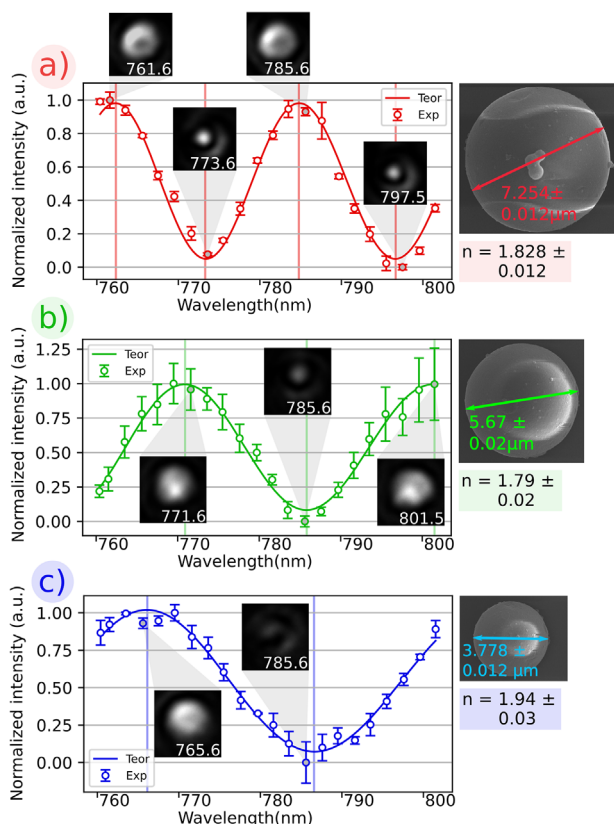 761.6
785.6
a)
Normalized intensity (a.u.)
1.0
0.8
0.6
0.4
0.2
0.0
773.6
797.5
Teor
Exp
760 770 780 790 800
Wavelength(nm)
7.254±
0.012μm
n = 1.828 ±
0.012
b)
Normalized intensity (a.u.)
1.25
1.00
0.75
0.50
0.25
0.00
Teor
Exp
785.6
771.6
801.5
760 770 780 790 800
Wavelength(nm)
5.67 ±
0.02μm
n = 1.79 ±
0.02
c)
Normalized intensity (a.u.)
1.00
0.75
0.50
0.25
0.00
785.6
765.6
Teor
Exp
760 770 780 790 800
Wavelength(nm)
3.778 ±
0.012 μm
n = 1.94 ±
0.03